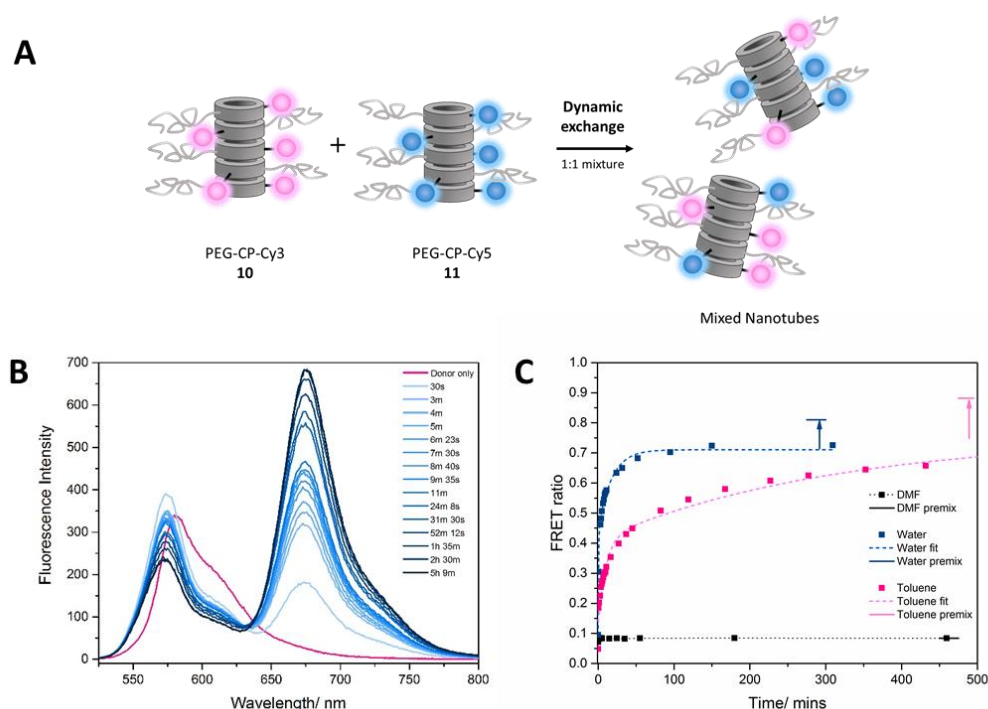 A
+
+
Dynamic
exchange
1:1 mixture
PEG-CP-Cy3
10
PEG-CP-Cy5
11
Mixed Nanotubes
B
700
600
500
400
300
200
100
0
Fluorescence Intensity
550
600
650
700
750
800
Wavelength/ nm
Donor only
30s
3m
4m
5m
6m 23s
7m 30s
8m 40s
9m 35s
11m
24m 8s
31m 30s
52m 12s
1h 35m
2h 30m
5h 9m
C
1.0
0.9
0.8
0.7
0.6
0.5
0.4
0.3
0.2
0.1
0.0
FRET ratio
0
100
200
300
400
500
Time/ mins
DMF
DMF premix
Water
Water fit
Water premix
Toluene
Toluene fit
Toluene premix